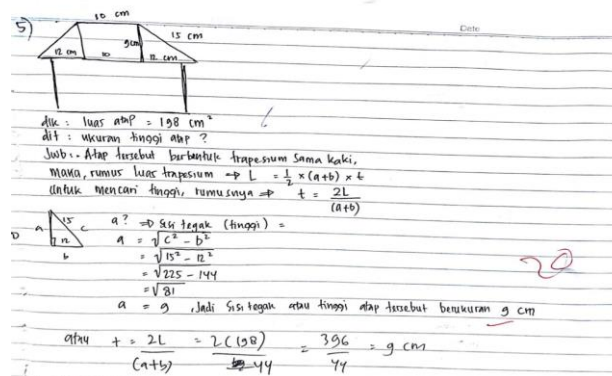 Date
5)
10 cm
15 cm
9cm
12 cm 10 12 cm
dik : luas atap = 198 cm²
dit : ukuran tinggi atap ?
Jwb : Atap tersebut berbentuk trapesium sama kaki,
maka, rumus luas trapesium ⇒ L = 1/2 × (a+b) × t
Untuk mencari tinggi, rumusnya ⇒ t = 2L/(a+b)
a 15 c 12 b
a? ⇒ Sisi tegak (tinggi) =
a = √c² - b²
= √15² - 12²
= √225 - 144
= √81
a = 9 , Jadi sisi tegak atau tinggi atap tersebut berukuran 9 cm
20
atau t = 2L/(a+b) = 2(198)/44 = 396/44 = 9 cm